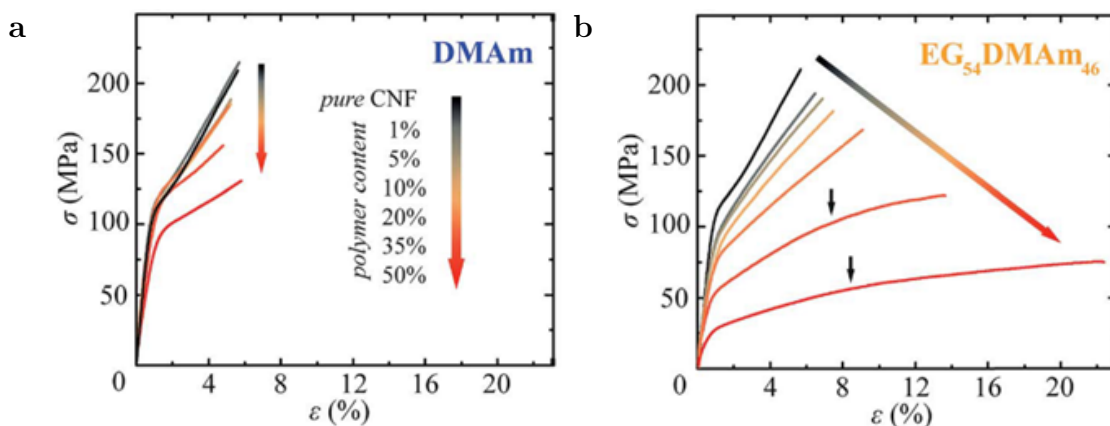 a
DMAm
σ (MPa)
200
150
100
50
0
4
8
12
16
20
ε (%)
pure CNF
polymer content
1%
5%
10%
20%
35%
50%
b
EG₅₄DMAm₄₆
σ (MPa)
200
150
100
50
0
4
8
12
16
20
ε (%)